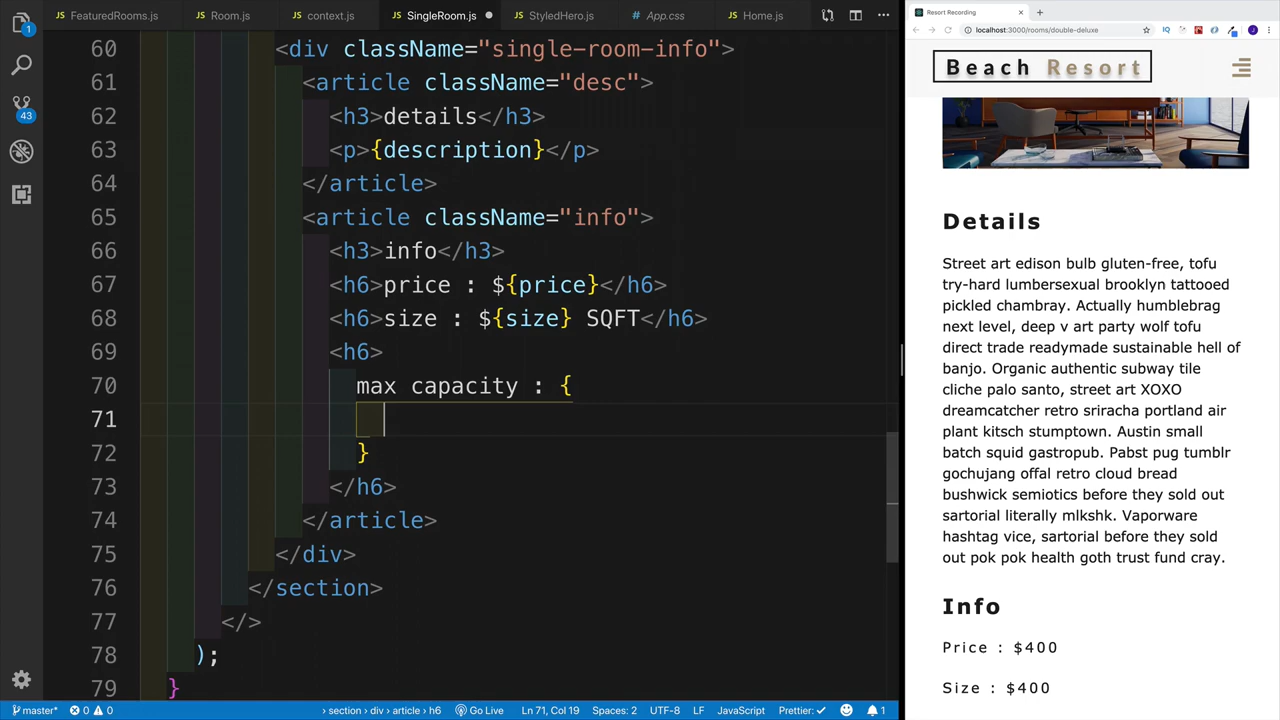 FeaturedRooms.js Room.js context.js SingleRoom.js StyledHero.js App.css Home.js
1
43
60 <div className="single-room-info">
61 <article className="desc">
62 <h3>details</h3>
63 <p>{description}</p>
64 </article>
65 <article className="info">
66 <h3>info</h3>
67 <h6>price : ${price}</h6>
68 <h6>size : ${size} SQFT</h6>
69 <h6>
70 max capacity : {
71
72 }
73 </h6>
74 </article>
75 </div>
76 </section>
77 </>
78 );
79 }
master* 0 0 › section › div › article › h6 Go Live Ln 71, Col 19 Spaces: 2 UTF-8 LF JavaScript Prettier: ✓ 1
Resort Recording
localhost:3000/rooms/double-deluxe
IQ
J
Beach Resort
Details
Street art edison bulb gluten-free, tofu
try-hard lumbersexual brooklyn tattooed
pickled chambray. Actually humblebrag
next level, deep v art party wolf tofu
direct trade readymade sustainable hell of
banjo. Organic authentic subway tile
cliche palo santo, street art XOXO
dreamcatcher retro sriracha portland air
plant kitsch stumptown. Austin small
batch squid gastropub. Pabst pug tumblr
gochujang offal retro cloud bread
bushwick semiotics before they sold out
sartorial literally mlkshk. Vaporware
hashtag vice, sartorial before they sold
out pok pok health goth trust fund cray.
Info
Price : $400
Size : $400